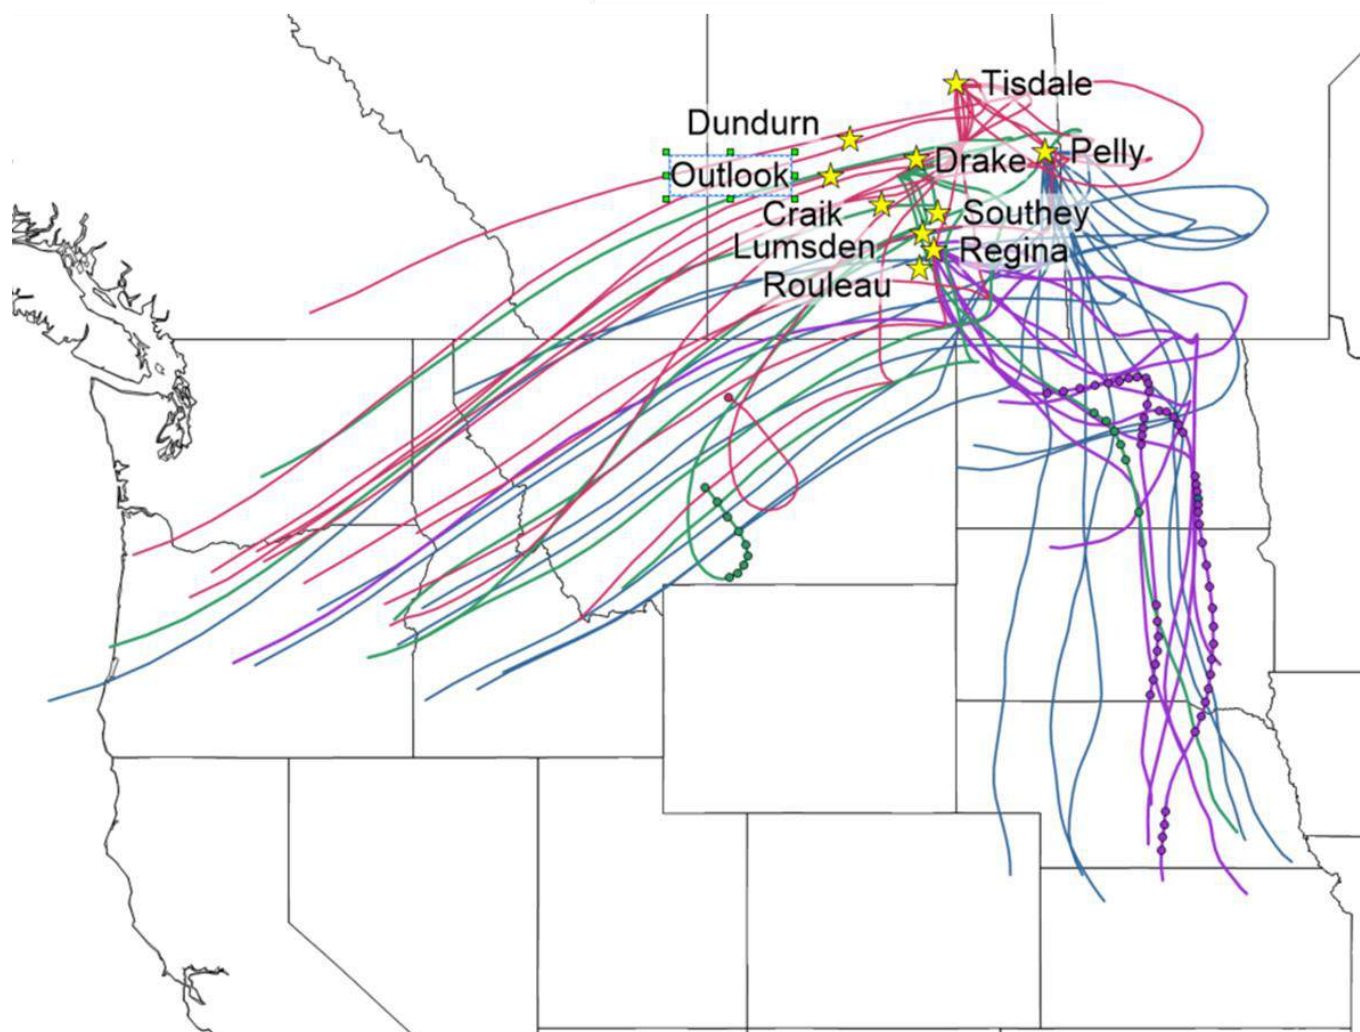 Tisdale
Dundurn
Drake
Pelly
Outlook
Craik
Southey
Lumsden
Regina
Rouleau